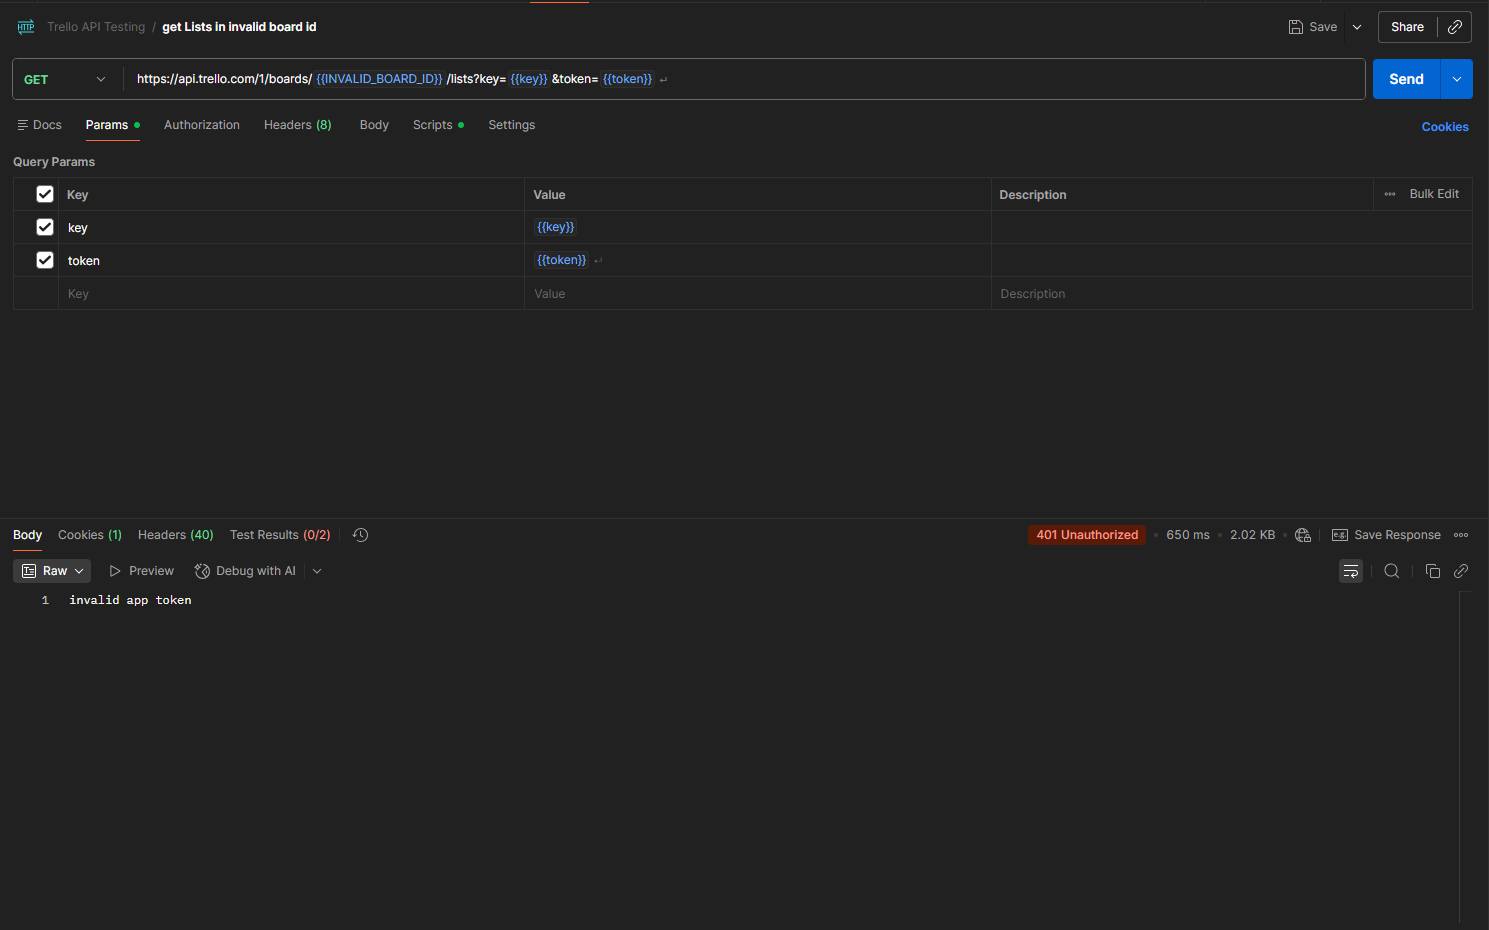 HTTP Trello API Testing / get Lists in invalid board id Save Share
GET https://api.trello.com/1/boards/ {{INVALID_BOARD_ID}} /lists?key= {{key}} &token= {{token}} ↵ Send
Docs Params Authorization Headers (8) Body Scripts Settings Cookies
Query Params
Key Value Description Bulk Edit
key {{key}}
token {{token}} ↵
Key Value Description
Body Cookies (1) Headers (40) Test Results (0/2) 401 Unauthorized • 650 ms • 2.02 KB • e.g. Save Response
Raw Preview Debug with AI
1 invalid app token